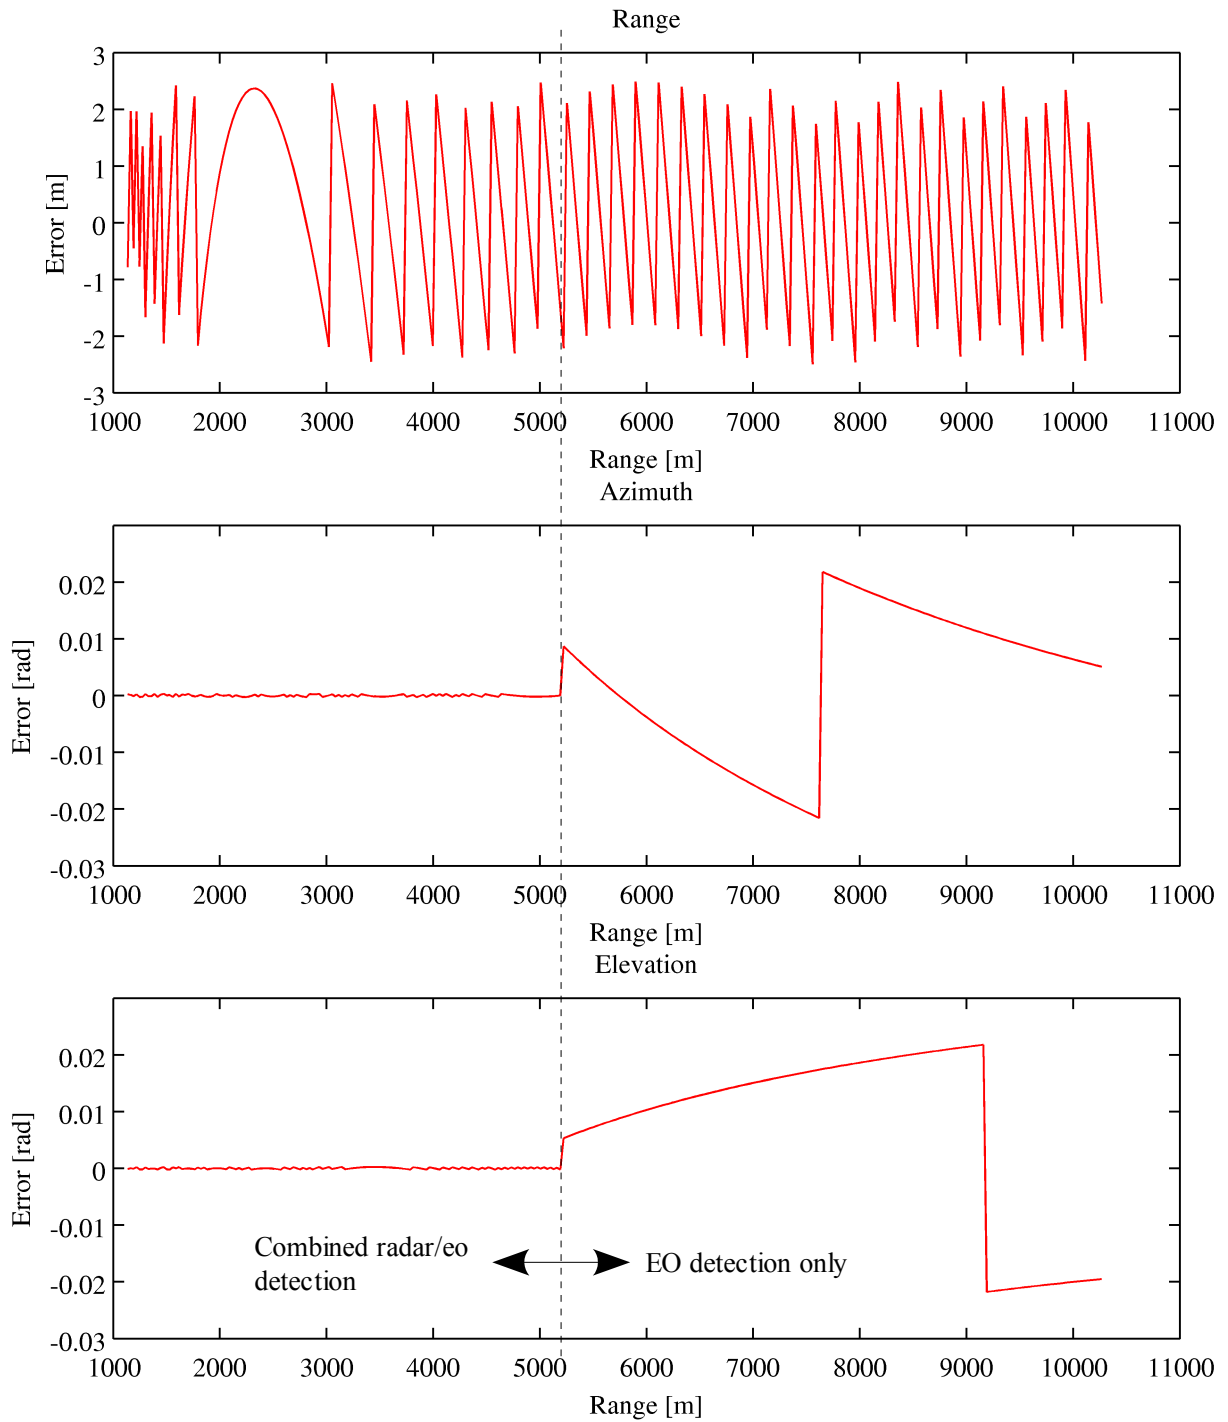 Range
3
2
1
0
-1
-2
-3
Error [m]
1000 2000 3000 4000 5000 6000 7000 8000 9000 10000 11000
Range [m]
Azimuth
0.02
0.01
0
-0.01
-0.02
-0.03
Error [rad]
1000 2000 3000 4000 5000 6000 7000 8000 9000 10000 11000
Range [m]
Elevation
0.02
0.01
0
-0.01
-0.02
-0.03
Error [rad]
Combined radar/eo
detection
EO detection only
1000 2000 3000 4000 5000 6000 7000 8000 9000 10000 11000
Range [m]